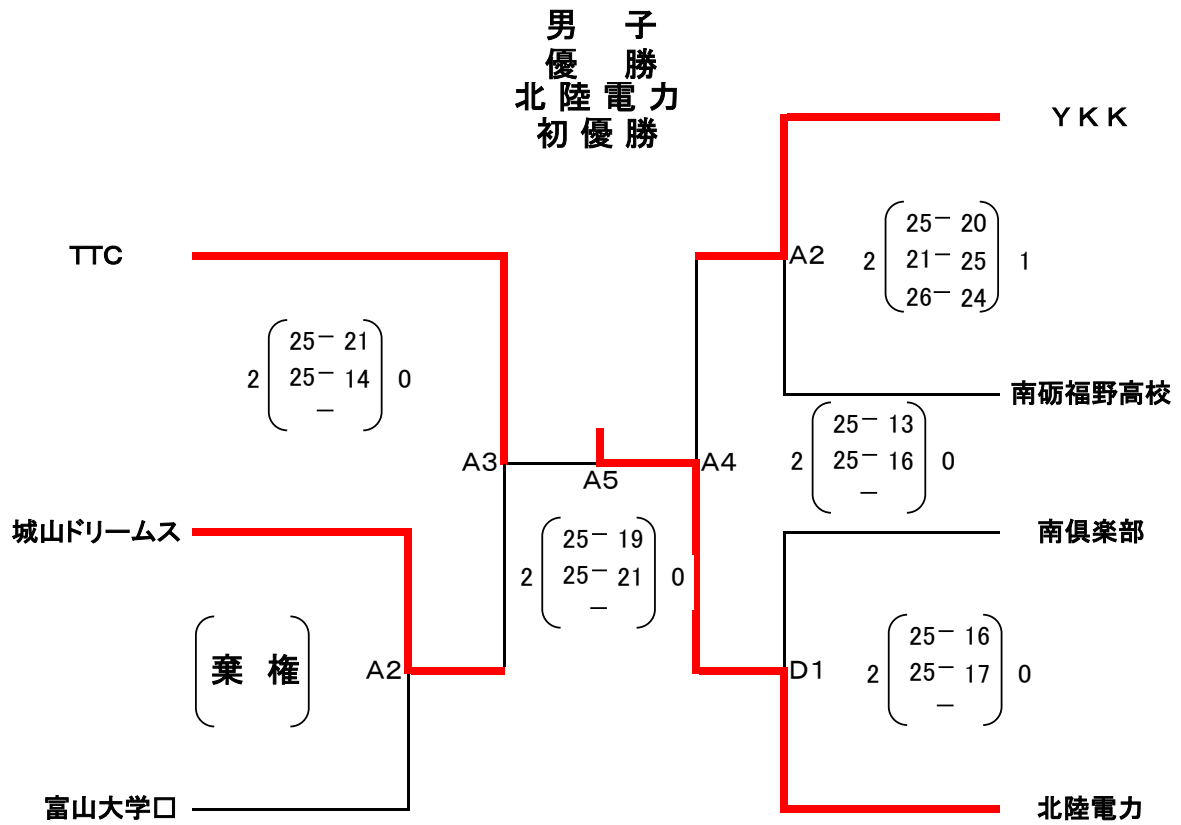 男 子
優 勝
北 陸 電 力
初 優 勝
YKK
TTC
A2
2
25－20
21－25
26－24
1
2
25－21
25－14
－
0
南砺福野高校
A3
A5
A4
2
25－13
25－16
－
0
城山ドリームス
南倶楽部
2
25－19
25－21
－
0
棄 権
A2
D1
2
25－16
25－17
－
0
富山大学口
北陸電力